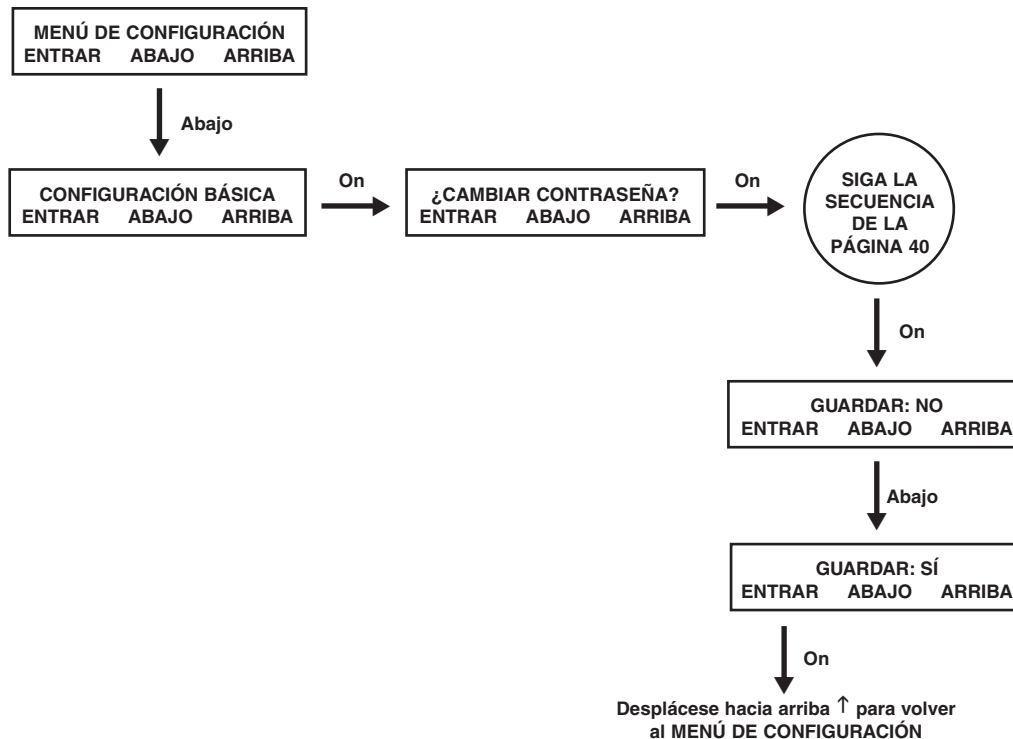 MENÚ DE CONFIGURACIÓN
ENTRAR ABAJO ARRIBA
Abajo
CONFIGURACIÓN BÁSICA
ENTRAR ABAJO ARRIBA
On
¿CAMBIAR CONTRASEÑA?
ENTRAR ABAJO ARRIBA
On
SIGA LA
SECUENCIA
DE LA
PÁGINA 40
On
GUARDAR: NO
ENTRAR ABAJO ARRIBA
Abajo
GUARDAR: SÍ
ENTRAR ABAJO ARRIBA
On
Desplácese hacia arriba ↑ para volver
al MENÚ DE CONFIGURACIÓN